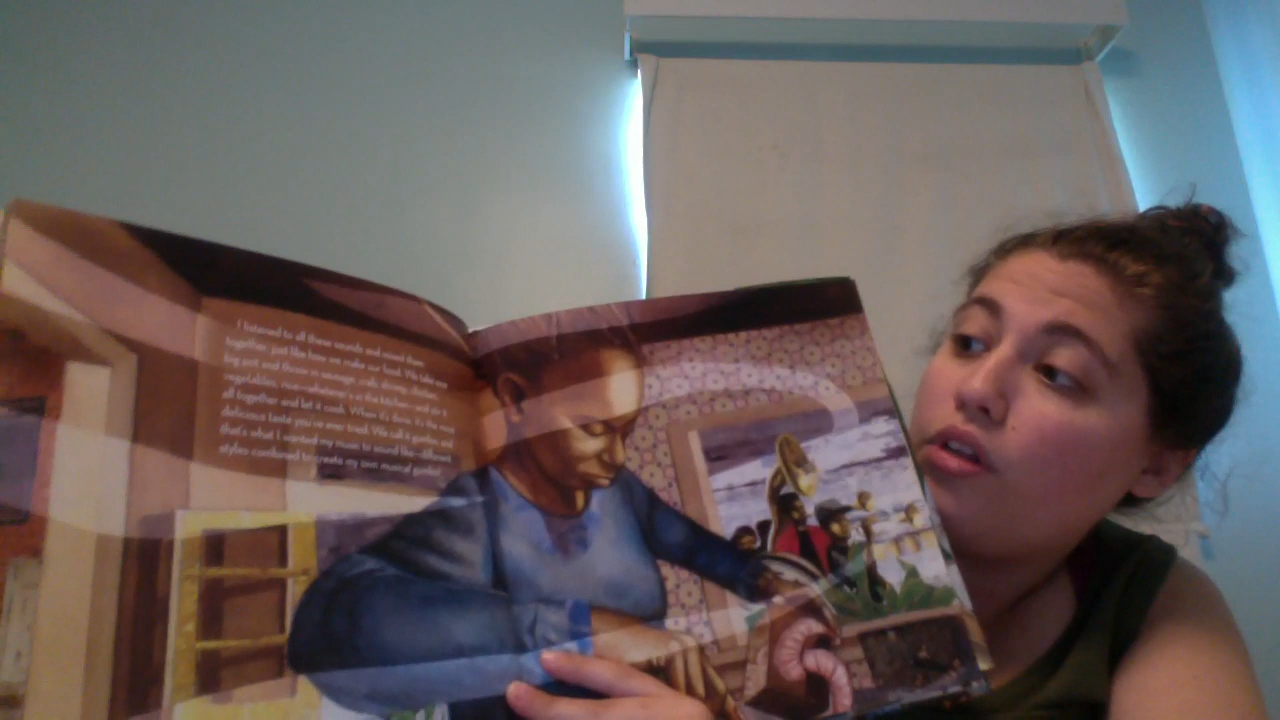 I listened to all these sounds and mixed them
together, just like how we make our food. We take one
big pot and throw in sausage, crab, shrimp, chicken,
vegetables, rice—whatever's in the kitchen—and stir it
all together and let it cook. When it's done, it's the most
delicious taste you've ever tried. We call it gumbo, and
that's what I wanted my music to sound like—different
styles combined to create my own musical gumbo!